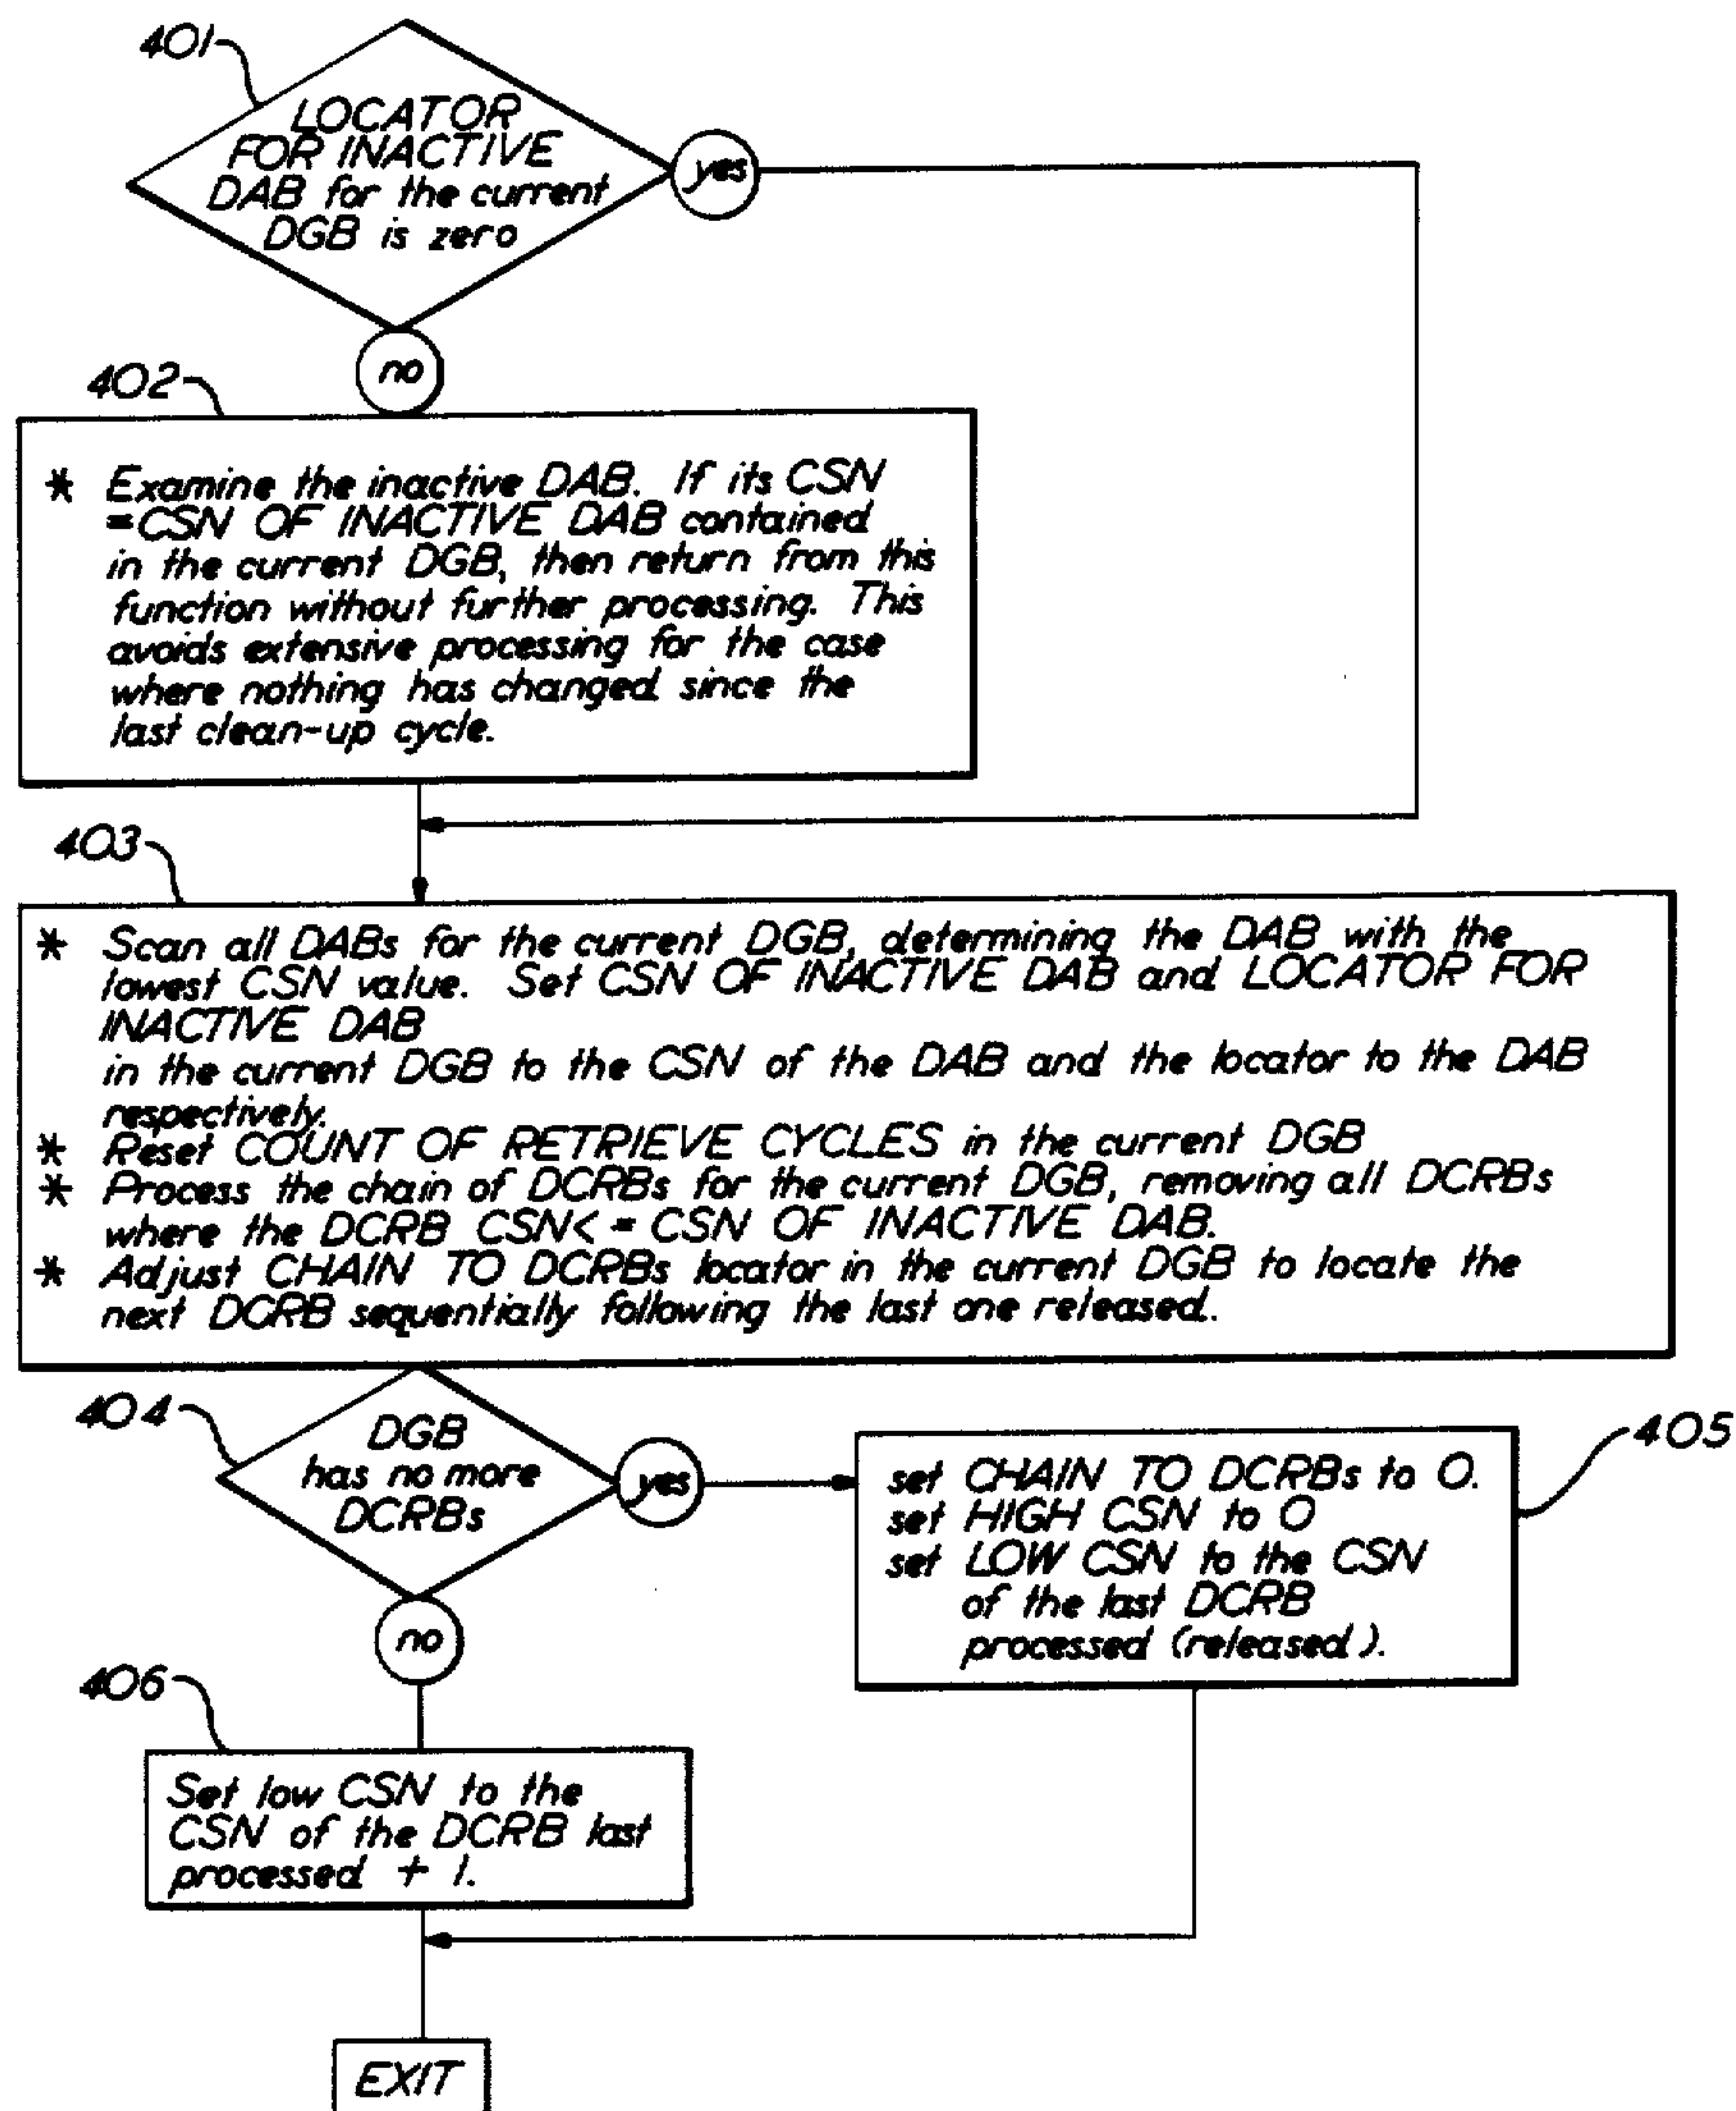 401
LOCATOR
FOR INACTIVE
DAB for the current
DGB is zero
yes
no
402
* Examine the inactive DAB. If its CSN
=CSN OF INACTIVE DAB contained
in the current DGB, then return from this
function without further processing. This
avoids extensive processing for the case
where nothing has changed since the
last clean-up cycle.
403
* Scan all DABs for the current DGB, determining the DAB with the
lowest CSN value. Set CSN OF INACTIVE DAB and LOCATOR FOR
INACTIVE DAB
in the current DGB to the CSN of the DAB and the locator to the DAB
respectively.
* Reset COUNT OF RETRIEVE CYCLES in the current DGB
* Process the chain of DCRBs for the current DGB, removing all DCRBs
where the DCRB CSN<= CSN OF INACTIVE DAB.
* Adjust CHAIN TO DCRBs locator in the current DGB to locate the
next DCRB sequentially following the last one released.
404
DGB
has no more
DCRBs
yes
405
set CHAIN TO DCRBs to 0.
set HIGH CSN to 0
set LOW CSN to the CSN
of the last DCRB
processed (released).
no
406
Set low CSN to the
CSN of the DCRB last
processed + 1.
EXIT